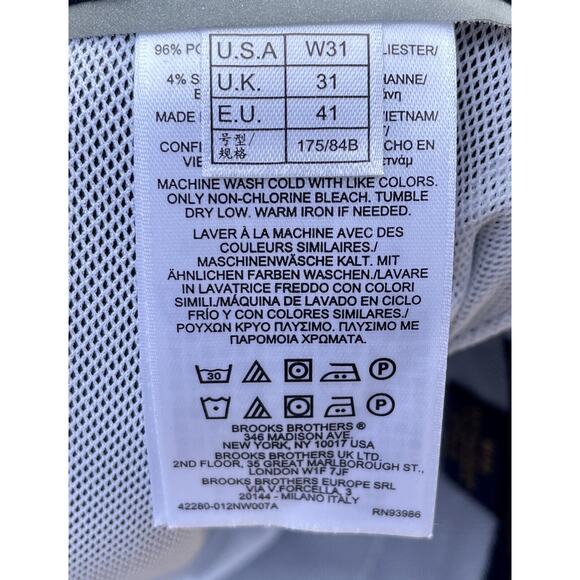 96% PO
LIESTER/
U.S.A W31
4% S
HANNE/
U.K. 31
E
άνη
MADE
VIETNAM/
E.U. 41
CONF
CHO EN
号型/规格 175/84B
VIE
ετνάμ
MACHINE WASH COLD WITH LIKE COLORS.
ONLY NON-CHLORINE BLEACH. TUMBLE
DRY LOW. WARM IRON IF NEEDED.
LAVER À LA MACHINE AVEC DES
COULEURS SIMILAIRES./
MASCHINENWÄSCHE KALT. MIT
ÄHNLICHEN FARBEN WASCHEN./LAVARE
IN LAVATRICE FREDDO CON COLORI
SIMILI./MÁQUINA DE LAVADO EN CICLO
FRÍO Y CON COLORES SIMILARES./
ΡΟΥΧΩΝ ΚΡΥΟ ΠΛΥΣΙΜΟ. ΠΛΥΣΙΜΟ ΜΕ
ΠΑΡΟΜΟΙΑ ΧΡΩΜΑΤΑ.
30 P
P
BROOKS BROTHERS ®
346 MADISON AVE.
NEW YORK, NY 10017 USA
BROOKS BROTHERS UK LTD.
2ND FLOOR, 35 GREAT MARLBOROUGH ST.,
LONDON W1F 7JF
BROOKS BROTHERS EUROPE SRL
VIA V.FORCELLA, 3
20144 - MILANO ITALY
42280-012NW007A RN93986